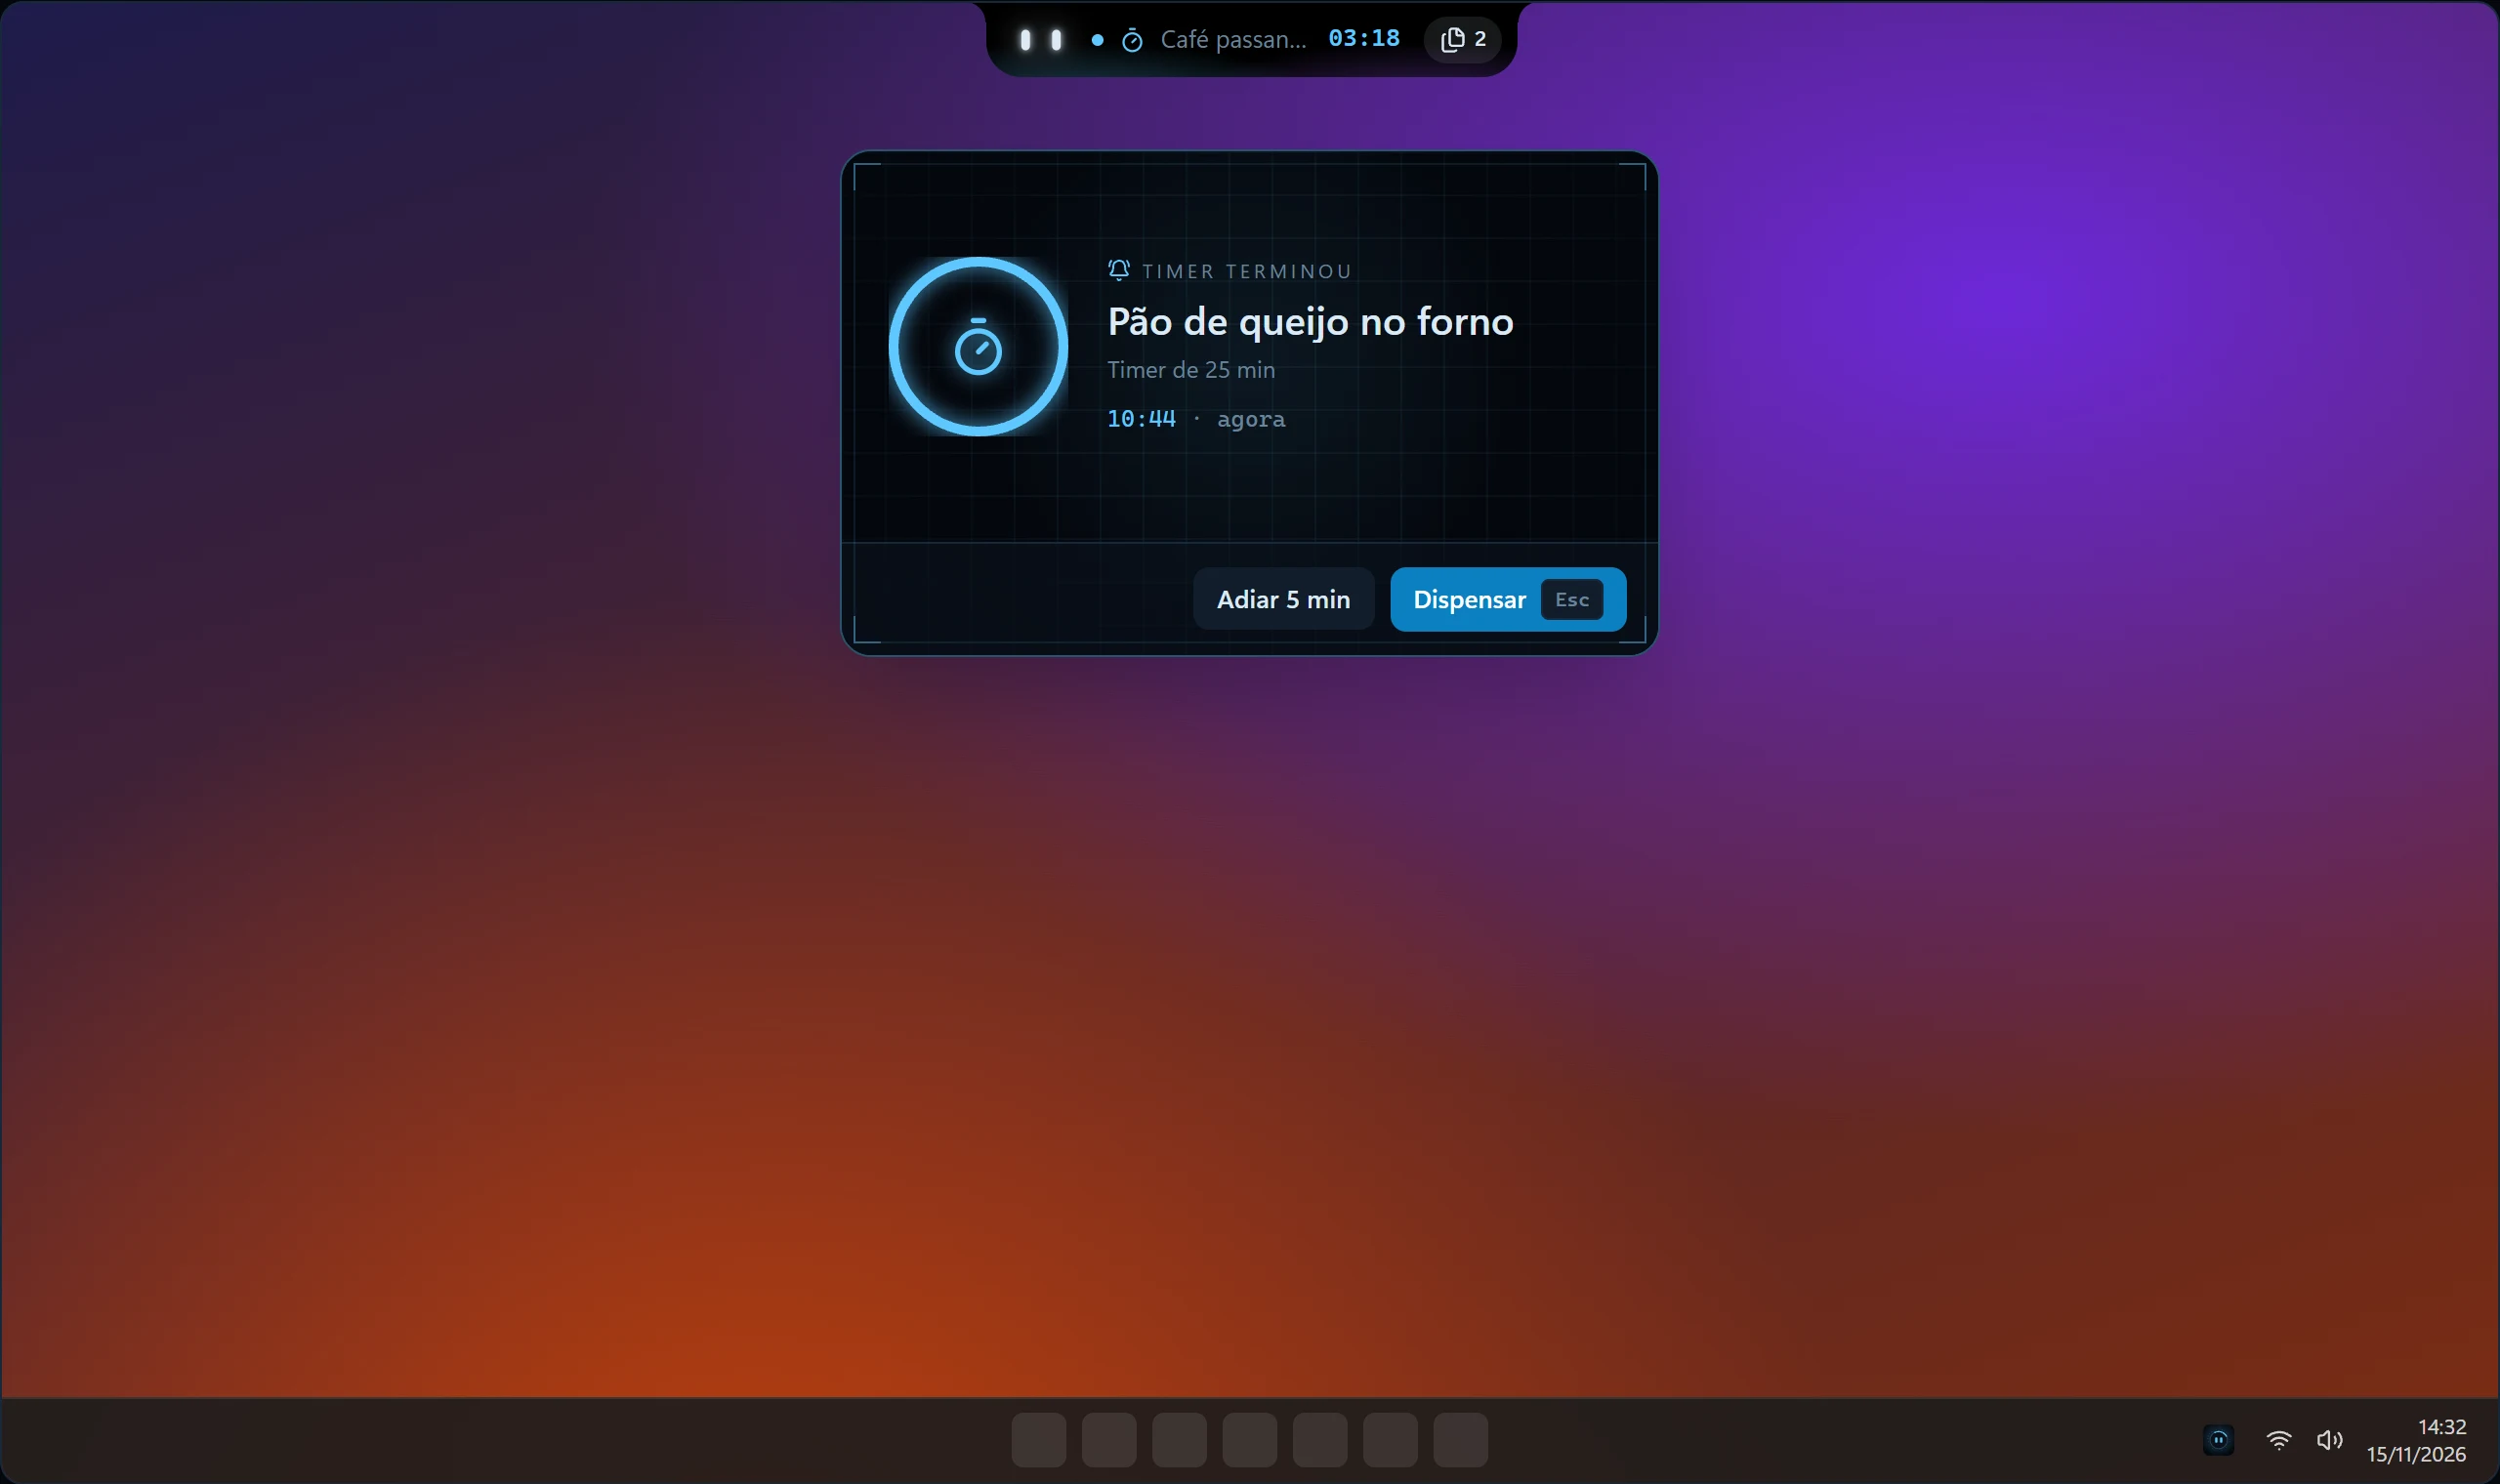 Café passan... 03:18 2
TIMER TERMINOU
Pão de queijo no forno
Timer de 25 min
10:44 · agora
Adiar 5 min Dispensar Esc
14:32
15/11/2026